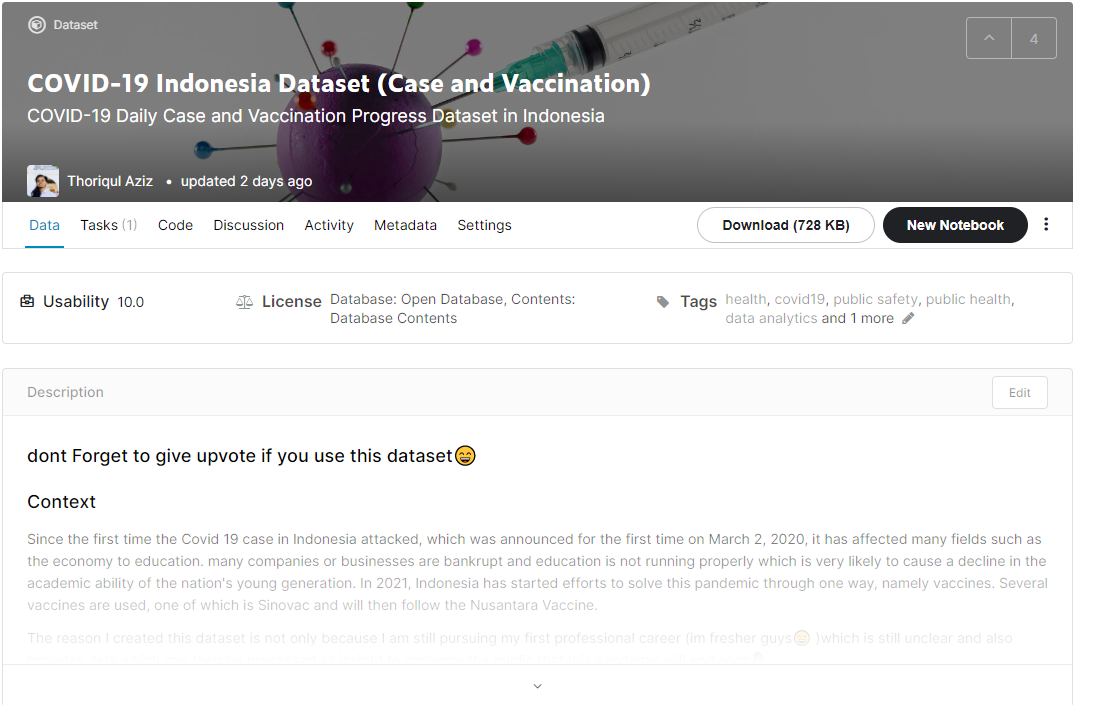 Dataset
4
COVID-19 Indonesia Dataset (Case and Vaccination)
COVID-19 Daily Case and Vaccination Progress Dataset in Indonesia
Thoriqul Aziz • updated 2 days ago
Data Tasks (1) Code Discussion Activity Metadata Settings Download (728 KB) New Notebook
Usability 10.0 License Database: Open Database, Contents: Tags health, covid19, public safety, public health,
Database Contents data analytics and 1 more
Description Edit
dont Forget to give upvote if you use this dataset😄
Context
Since the first time the Covid 19 case in Indonesia attacked, which was announced for the first time on March 2, 2020, it has affected many fields such as
the economy to education. many companies or businesses are bankrupt and education is not running properly which is very likely to cause a decline in the
academic ability of the nation's young generation. In 2021, Indonesia has started efforts to solve this pandemic through one way, namely vaccines. Several
vaccines are used, one of which is Sinovac and will then follow the Nusantara Vaccine.
The reason I created this dataset is not only because I am still pursuing my first professional career (im fresher guys😄 )which is still unclear and also